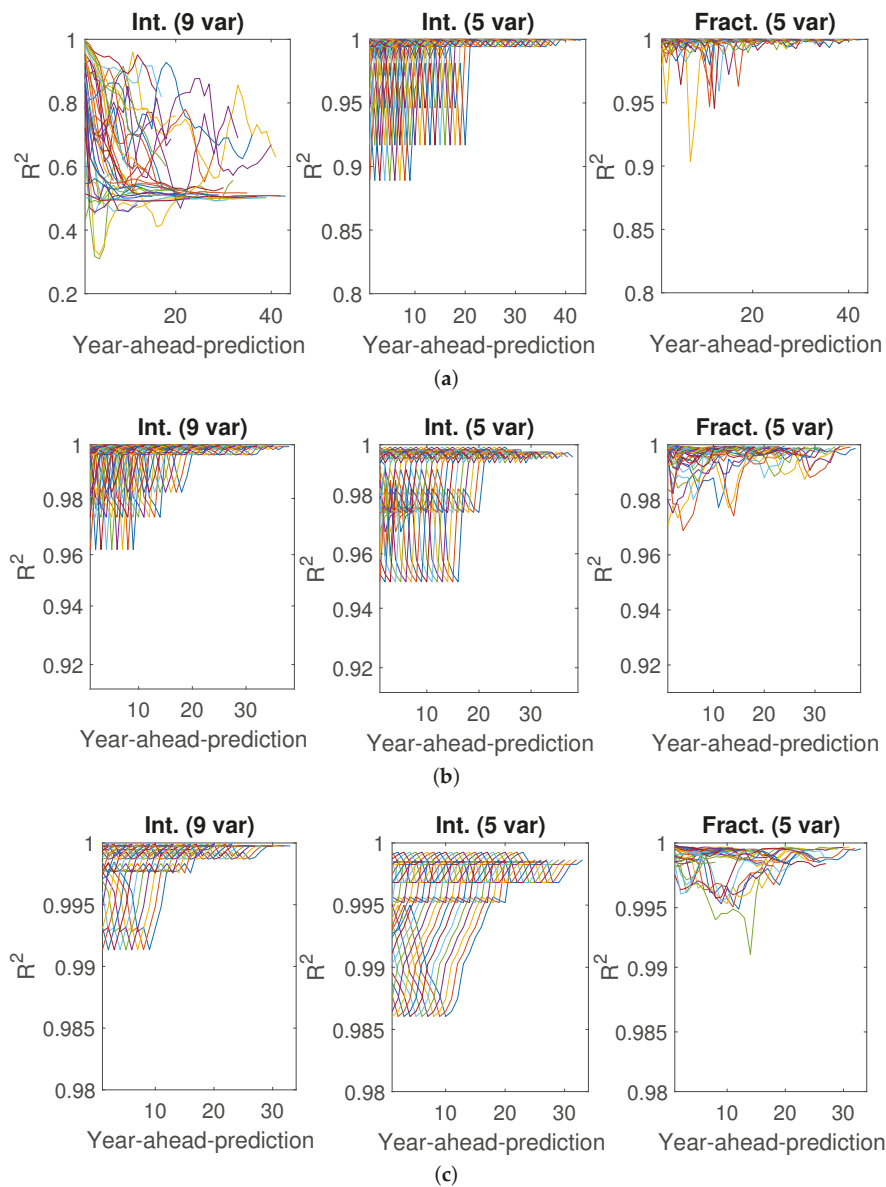 Int. (9 var) Int. (5 var) Fract. (5 var)
1 1 1
0.8 0.95 0.95
R² 0.6 R² 0.9 R² 0.9
0.4 0.85 0.85
0.2 0.8 0.8
20 40 10 20 30 40 20 40
Year-ahead-prediction Year-ahead-prediction Year-ahead-prediction
(a)
Int. (9 var) Int. (5 var) Fract. (5 var)
1 1 1
0.98 0.98 0.98
R² 0.96 R² 0.96 R² 0.96
0.94 0.94 0.94
0.92 0.92 0.92
10 20 30 10 20 30 10 20 30
Year-ahead-prediction Year-ahead-prediction Year-ahead-prediction
(b)
Int. (9 var) Int. (5 var) Fract. (5 var)
1 1 1
0.995 0.995 0.995
R² 0.99 R² 0.99 R² 0.99
0.985 0.985 0.985
0.98 0.98 0.98
10 20 30 10 20 30 10 20 30
Year-ahead-prediction Year-ahead-prediction Year-ahead-prediction
(c)